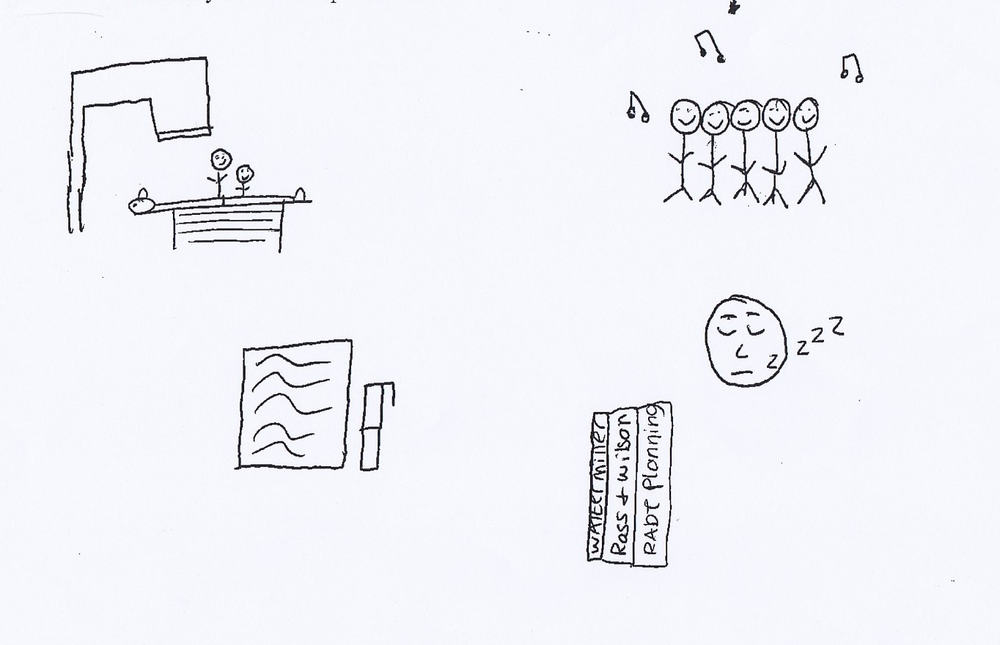 z z z z
WALTER Miller
Ross & Wilson
RADT Planning